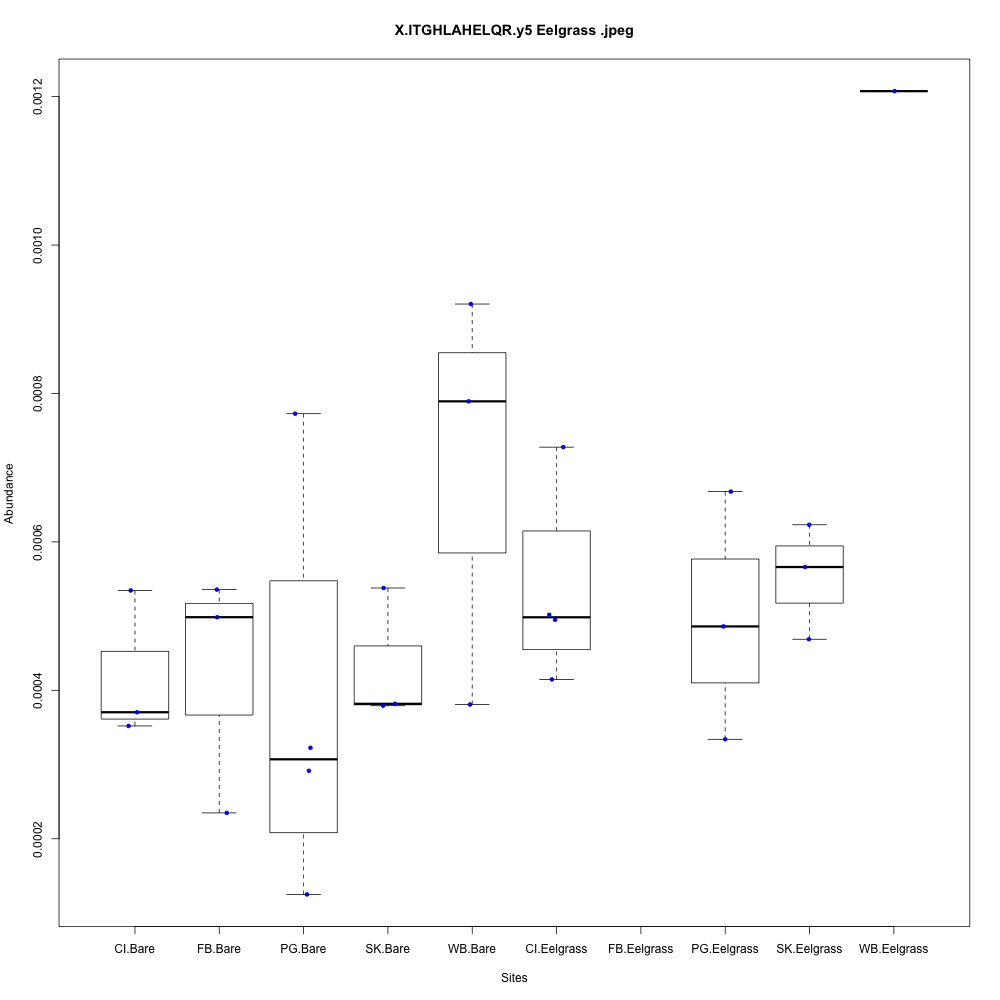 X.ITGHLAHELQR.y5 Eelgrass .jpeg
Abundance
0.0012
0.0010
0.0008
0.0006
0.0004
0.0002
CI.Bare FB.Bare PG.Bare SK.Bare WB.Bare CI.Eelgrass FB.Eelgrass PG.Eelgrass SK.Eelgrass WB.Eelgrass
Sites